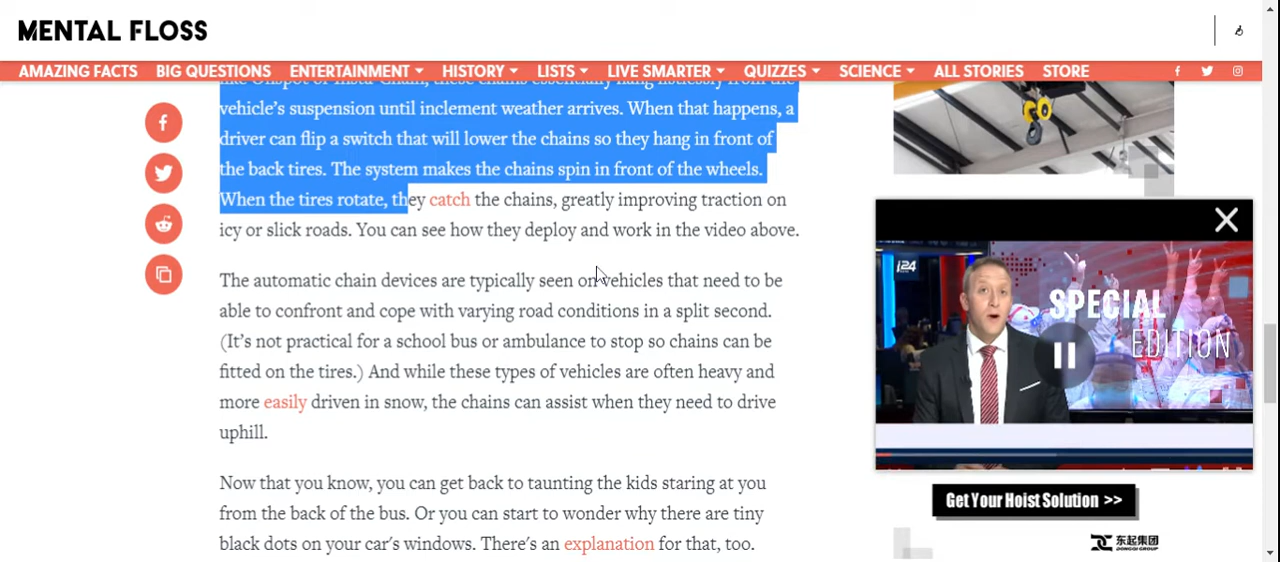 MENTAL FLOSS
AMAZING FACTS BIG QUESTIONS ENTERTAINMENT HISTORY LISTS LIVE SMARTER QUIZZES SCIENCE ALL STORIES STORE
vehicle's suspension until inclement weather arrives. When that happens, a
driver can flip a switch that will lower the chains so they hang in front of
the back tires. The system makes the chains spin in front of the wheels.
When the tires rotate, they catch the chains, greatly improving traction on
icy or slick roads. You can see how they deploy and work in the video above.
The automatic chain devices are typically seen on vehicles that need to be
able to confront and cope with varying road conditions in a split second.
(It's not practical for a school bus or ambulance to stop so chains can be
fitted on the tires.) And while these types of vehicles are often heavy and
more easily driven in snow, the chains can assist when they need to drive
uphill.
Now that you know, you can get back to taunting the kids staring at you
from the back of the bus. Or you can start to wonder why there are tiny
black dots on your car's windows. There's an explanation for that, too.
i24
SPECIAL
EDITION
Get Your Hoist Solution >>
东起集团
DONGQI GROUP